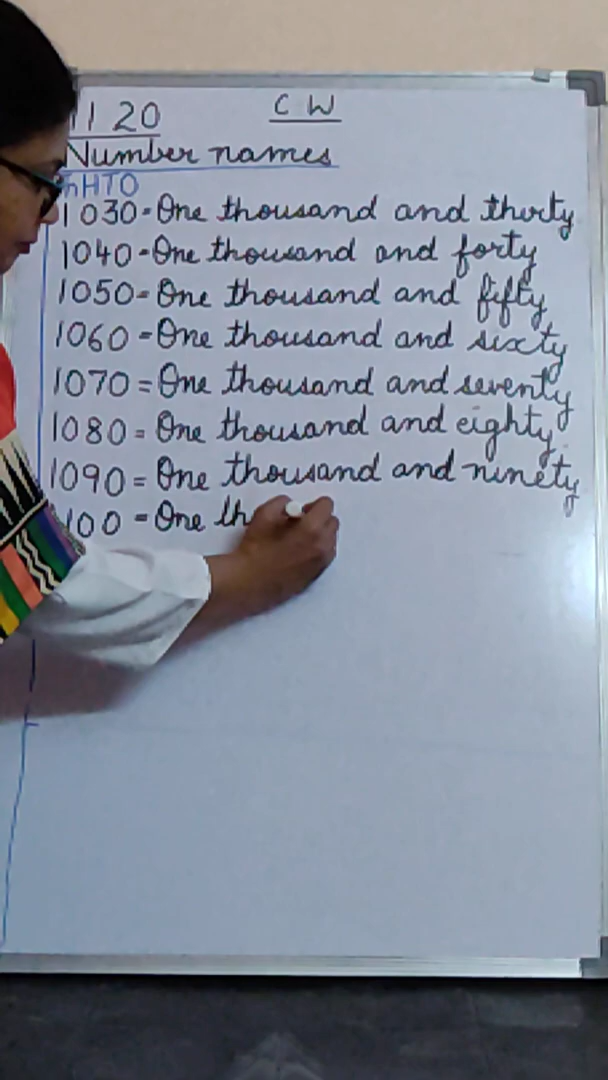 11 20 C W
Number names
hHTO
1030-One thousand and thirty
1040-One thousand and forty
1050-One thousand and fifty
1060-One thousand and sixty
1070=One thousand and seventy
1080=One thousand and eighty.
1090=One thousand and ninety
100=One th